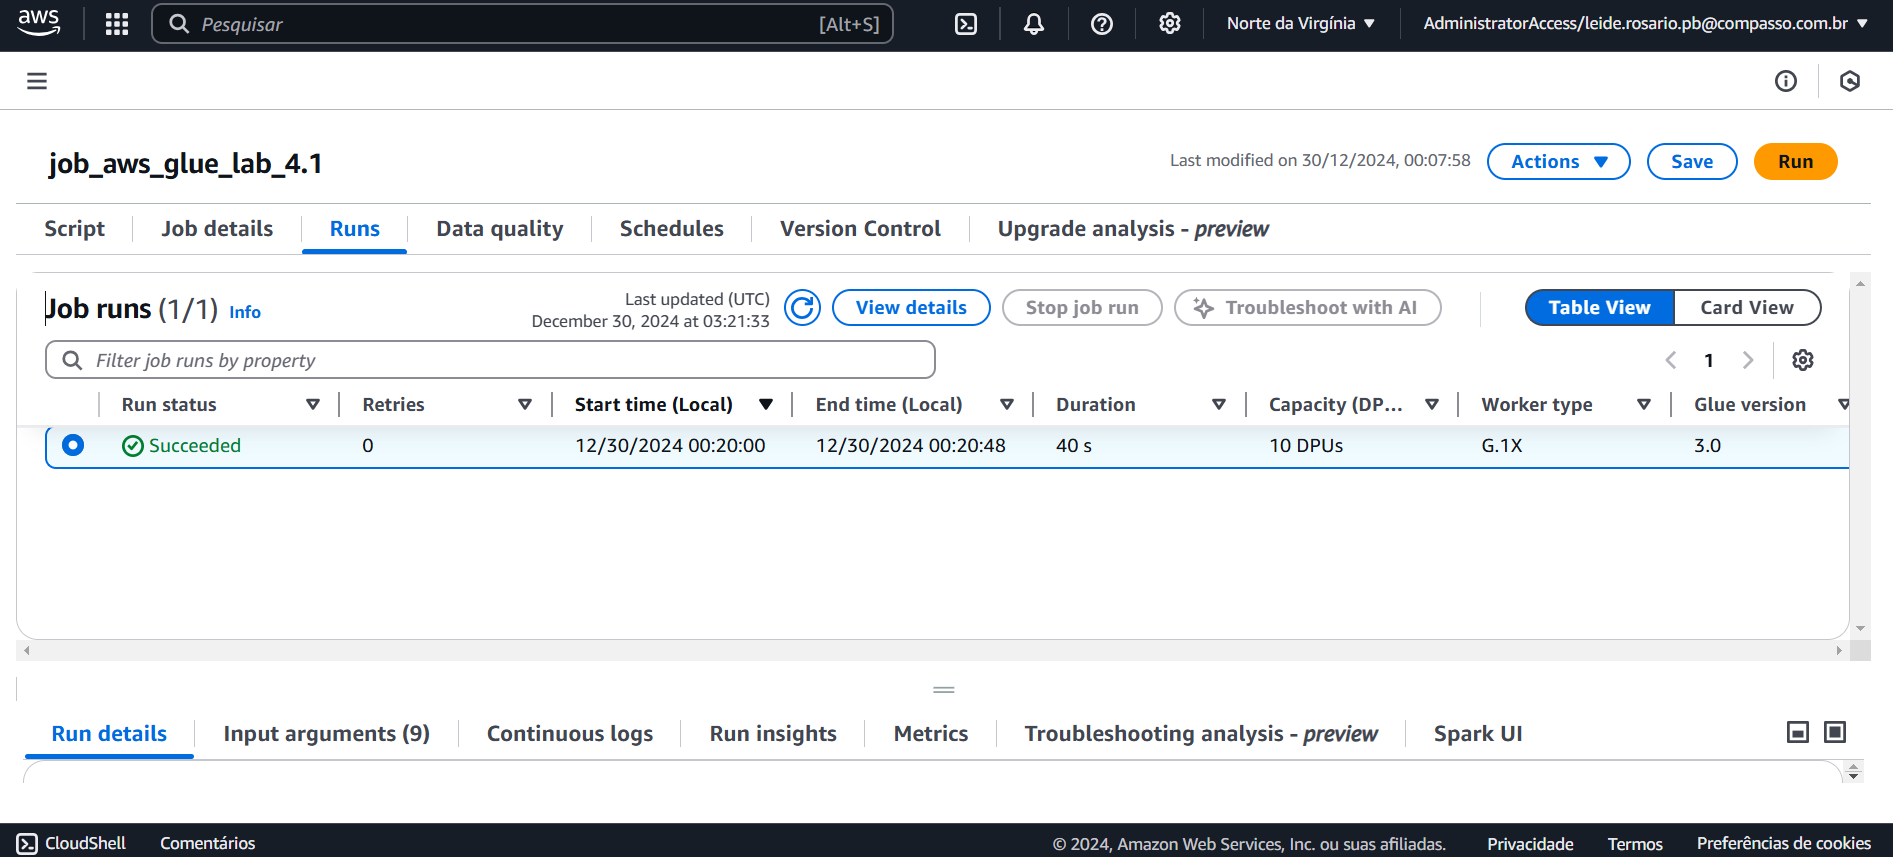 aws
Pesquisar [Alt+S] Norte da Virgínia AdministratorAccess/leide.rosario.pb@compasso.com.br
job_aws_glue_lab_4.1
Last modified on 30/12/2024, 00:07:58 Actions Save Run
Script Job details Runs Data quality Schedules Version Control Upgrade analysis - preview
Job runs (1/1) Info
Last updated (UTC)
December 30, 2024 at 03:21:33
View details Stop job run Troubleshoot with AI Table View Card View
Filter job runs by property 1
Run status Retries Start time (Local) End time (Local) Duration Capacity (DP... Worker type Glue version
Succeeded 0 12/30/2024 00:20:00 12/30/2024 00:20:48 40 s 10 DPUs G.1X 3.0
Run details Input arguments (9) Continuous logs Run insights Metrics Troubleshooting analysis - preview Spark UI
CloudShell Comentários © 2024, Amazon Web Services, Inc. ou suas afiliadas. Privacidade Termos Preferências de cookies